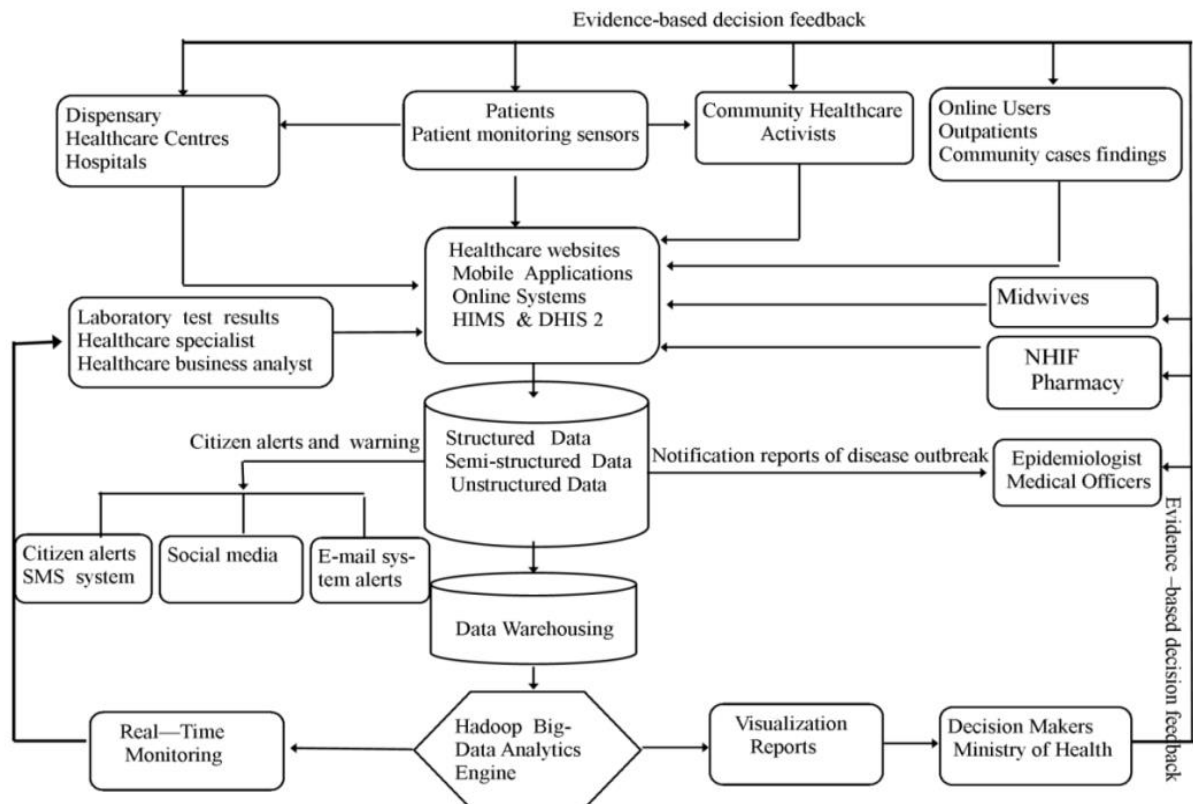 Evidence-based decision feedback
Dispensary
Healthcare Centres
Hospitals
Patients
Patient monitoring sensors
Community Healthcare
Activists
Online Users
Outpatients
Community cases findings
Healthcare websites
Mobile Applications
Online Systems
HIMS & DHIS 2
Midwives
Laboratory test results
Healthcare specialist
Healthcare business analyst
NHIF
Pharmacy
Citizen alerts and warning
Structured Data
Semi-structured Data
Unstructured Data
Notification reports of disease outbreak
Epidemiologist
Medical Officers
Citizen alerts
SMS system
Social media
E-mail sys-
tem alerts
Evidence –based decision feedback
Data Warehousing
Real—Time
Monitoring
Hadoop Big-
Data Analytics
Engine
Visualization
Reports
Decision Makers
Ministry of Health